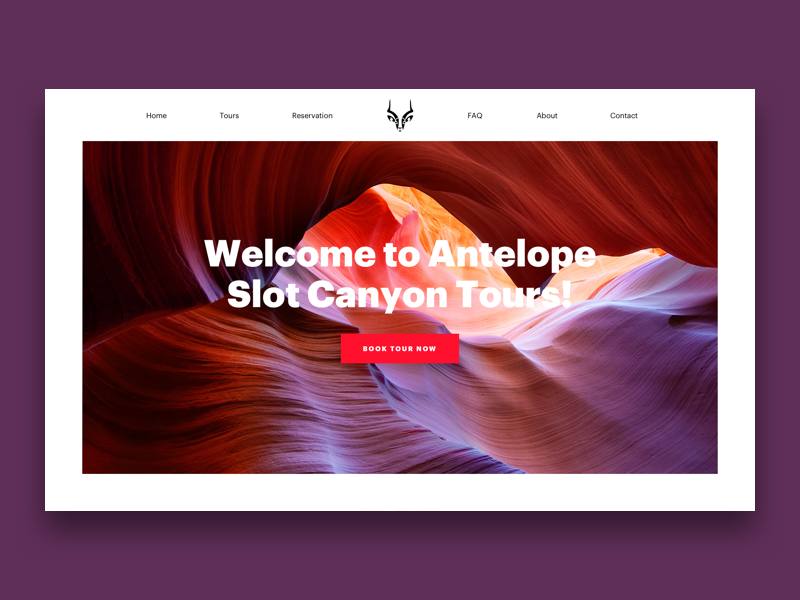 Home
Tours
Reservation
FAQ
About
Contact
Welcome to Antelope
Slot Canyon Tours!
BOOK TOUR NOW